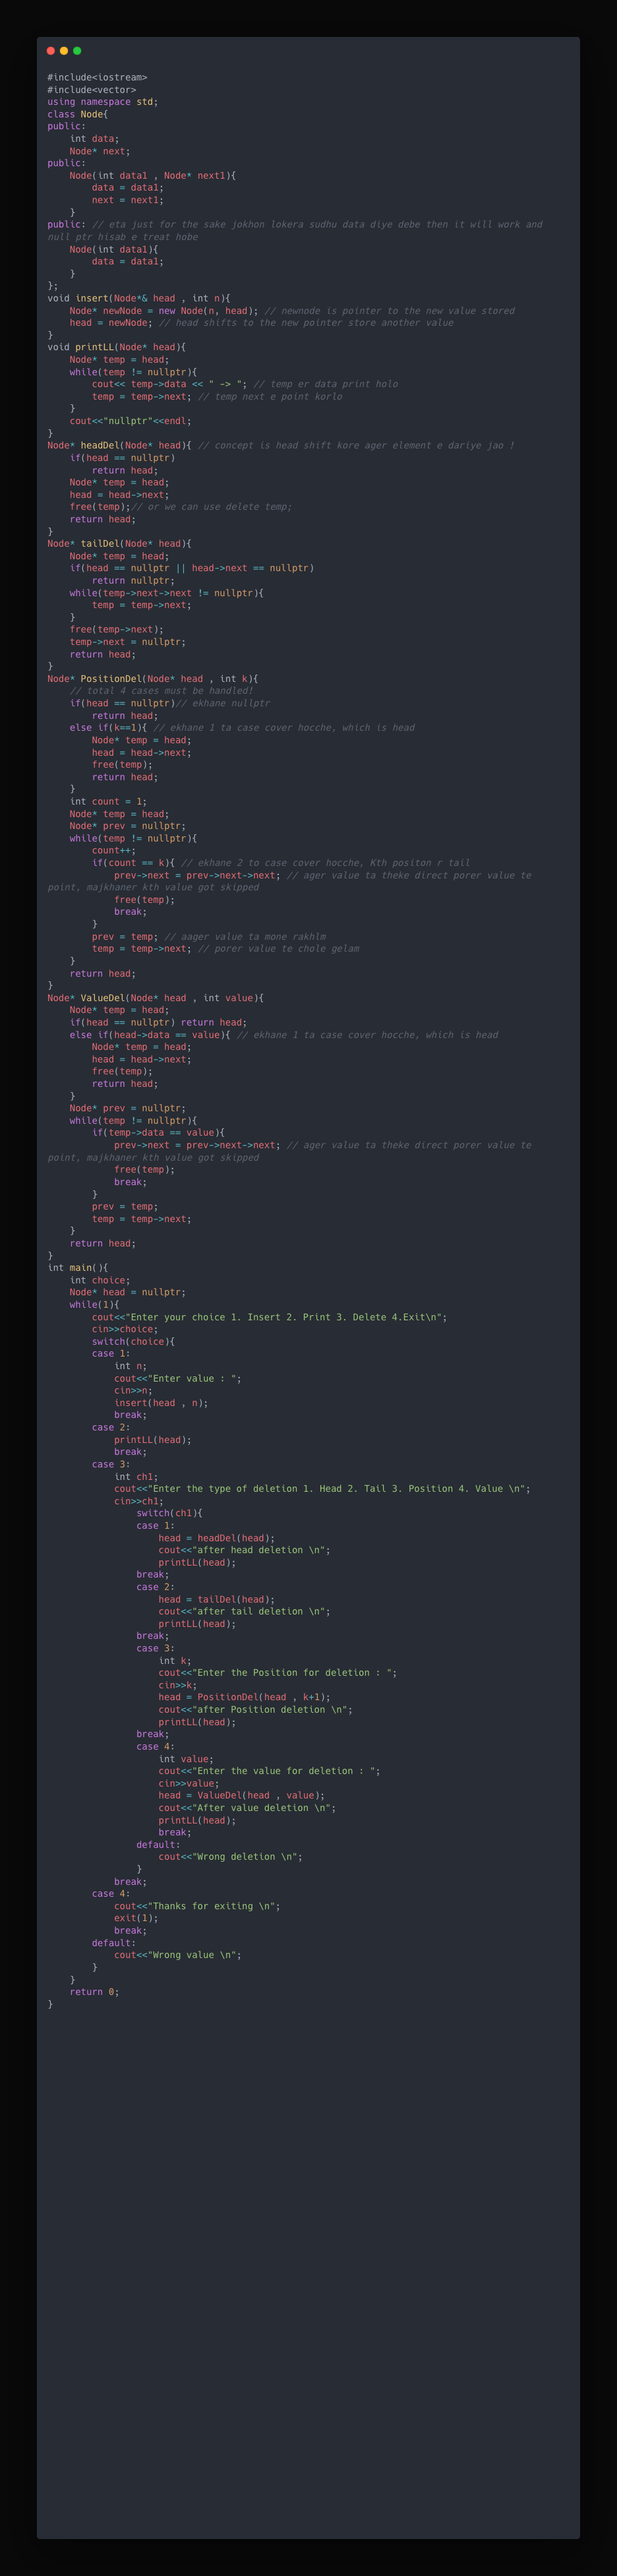 #include<iostream>
#include<vector>
using namespace std;
class Node{
public:
    int data;
    Node* next;
public:
    Node(int data1 , Node* next1){
        data = data1;
        next = next1;
    }
public: // eta just for the sake jokhon lokera sudhu data diye debe then it will work and
null ptr hisab e treat hobe
    Node(int data1){
        data = data1;
    }
};
void insert(Node*& head , int n){
    Node* newNode = new Node(n, head); // newnode is pointer to the new value stored
    head = newNode; // head shifts to the new pointer store another value
}
void printLL(Node* head){
    Node* temp = head;
    while(temp != nullptr){
        cout<< temp->data << " -> "; // temp er data print holo
        temp = temp->next; // temp next e point korlo
    }
    cout<<"nullptr"<<endl;
}
Node* headDel(Node* head){ // concept is head shift kore ager element e dariye jao !
    if(head == nullptr)
        return head;
    Node* temp = head;
    head = head->next;
    free(temp);// or we can use delete temp;
    return head;
}
Node* tailDel(Node* head){
    Node* temp = head;
    if(head == nullptr || head->next == nullptr)
        return nullptr;
    while(temp->next->next != nullptr){
        temp = temp->next;
    }
    free(temp->next);
    temp->next = nullptr;
    return head;
}
Node* PositionDel(Node* head , int k){
    // total 4 cases must be handled!
    if(head == nullptr)// ekhane nullptr
        return head;
    else if(k==1){ // ekhane 1 ta case cover hocche, which is head
        Node* temp = head;
        head = head->next;
        free(temp);
        return head;
    }
    int count = 1;
    Node* temp = head;
    Node* prev = nullptr;
    while(temp != nullptr){
        count++;
        if(count == k){ // ekhane 2 to case cover hocche, Kth positon r tail
            prev->next = prev->next->next; // ager value ta theke direct porer value te
point, majkhaner kth value got skipped
            free(temp);
            break;
        }
        prev = temp; // aager value ta mone rakhlm
        temp = temp->next; // porer value te chole gelam
    }
    return head;
}
Node* ValueDel(Node* head , int value){
    Node* temp = head;
    if(head == nullptr) return head;
    else if(head->data == value){ // ekhane 1 ta case cover hocche, which is head
        Node* temp = head;
        head = head->next;
        free(temp);
        return head;
    }
    Node* prev = nullptr;
    while(temp != nullptr){
        if(temp->data == value){
            prev->next = prev->next->next; // ager value ta theke direct porer value te
point, majkhaner kth value got skipped
            free(temp);
            break;
        }
        prev = temp;
        temp = temp->next;
    }
    return head;
}
int main(){
    int choice;
    Node* head = nullptr;
    while(1){
        cout<<"Enter your choice 1. Insert 2. Print 3. Delete 4.Exit\n";
        cin>>choice;
        switch(choice){
        case 1:
            int n;
            cout<<"Enter value : ";
            cin>>n;
            insert(head , n);
            break;
        case 2:
            printLL(head);
            break;
        case 3:
            int ch1;
            cout<<"Enter the type of deletion 1. Head 2. Tail 3. Position 4. Value \n";
            cin>>ch1;
                switch(ch1){
                case 1:
                    head = headDel(head);
                    cout<<"after head deletion \n";
                    printLL(head);
                break;
                case 2:
                    head = tailDel(head);
                    cout<<"after tail deletion \n";
                    printLL(head);
                break;
                case 3:
                    int k;
                    cout<<"Enter the Position for deletion : ";
                    cin>>k;
                    head = PositionDel(head , k+1);
                    cout<<"after Position deletion \n";
                    printLL(head);
                break;
                case 4:
                    int value;
                    cout<<"Enter the value for deletion : ";
                    cin>>value;
                    head = ValueDel(head , value);
                    cout<<"After value deletion \n";
                    printLL(head);
                    break;
                default:
                    cout<<"Wrong deletion \n";
                }
            break;
        case 4:
            cout<<"Thanks for exiting \n";
            exit(1);
            break;
        default:
            cout<<"Wrong value \n";
        }
    }
    return 0;
}